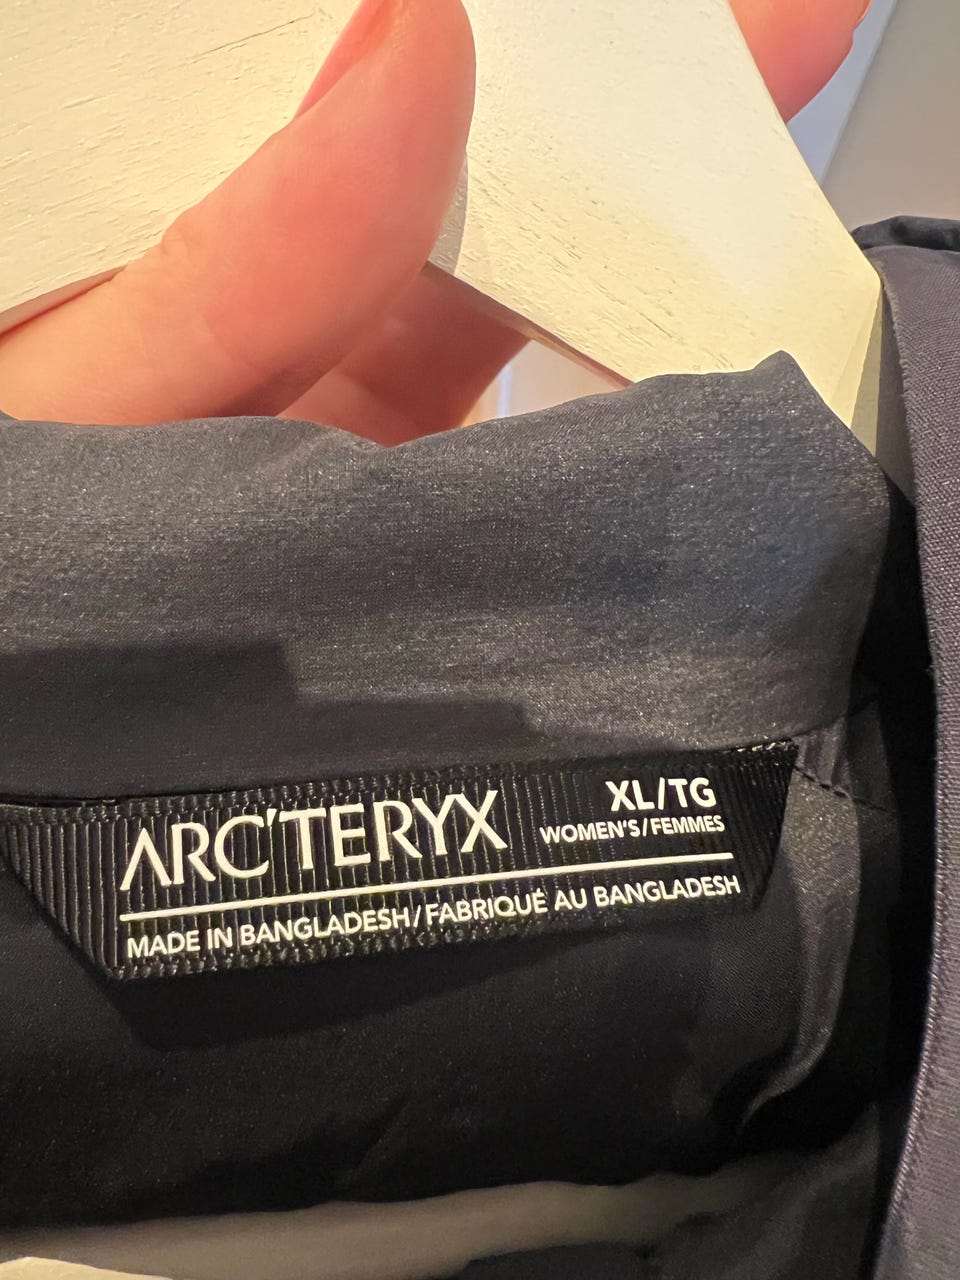 ARC'TERYX
XL/TG
WOMEN'S/FEMMES
MADE IN BANGLADESH/FABRIQUÉ AU BANGLADESH